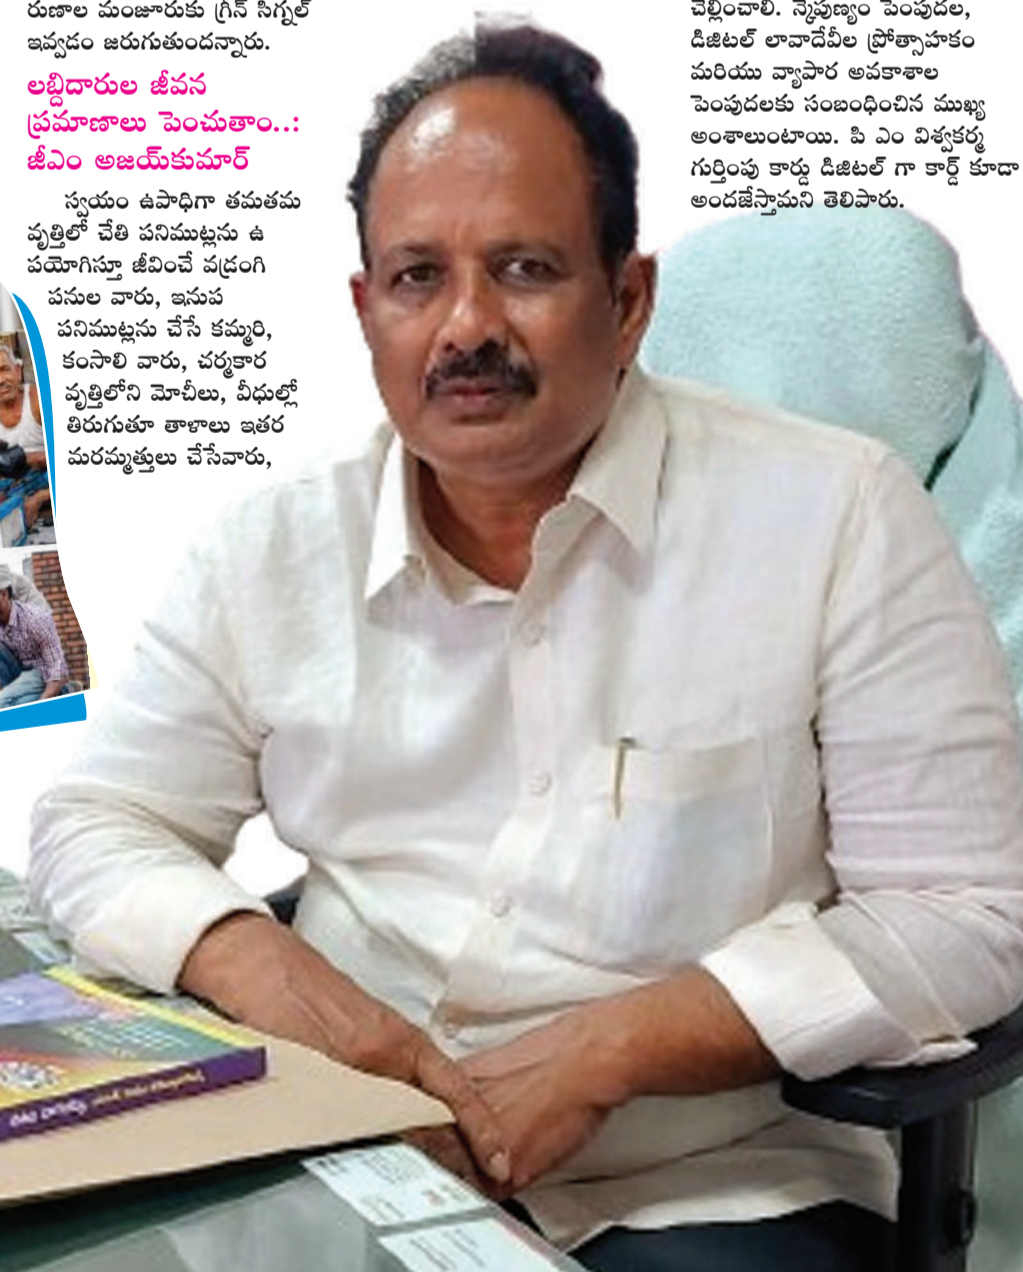 రుణాల మంజూరుకు గ్రీన్ సిగ్నల్
ఇవ్వడం జరుగుతుందన్నారు.
లబ్దిదారుల జీవన
ప్రమాణాలు పెంచుతాం..:
జీఎం అజయ్‌కుమార్
స్వయం ఉపాధిగా తమతమ
వృత్తిలో చేతి పనిముట్లను ఉ
పయోగిస్తూ జీవించే వడ్రంగి
పనుల వారు, ఇనుప
పనిముట్లను చేసే కమ్మరి,
కంసాలి వారు, చర్మకార
వృత్తిలోని మోచీలు, వీధుల్లో
తిరుగుతూ తాళాలు ఇతర
మరమ్మత్తులు చేసేవారు,
చెల్లించాలి. నైపుణ్యం పెంపుదల,
డిజిటల్ లావాదేవీల ప్రోత్సాహకం
మరియు వ్యాపార అవకాశాల
పెంపుదలకు సంబంధించిన ముఖ్య
అంశాలుంటాయి. పి ఎం విశ్వకర్మ
గుర్తింపు కార్డు డిజిటల్ గా కార్డ్ కూడా
అందజేస్తామని తెలిపారు.